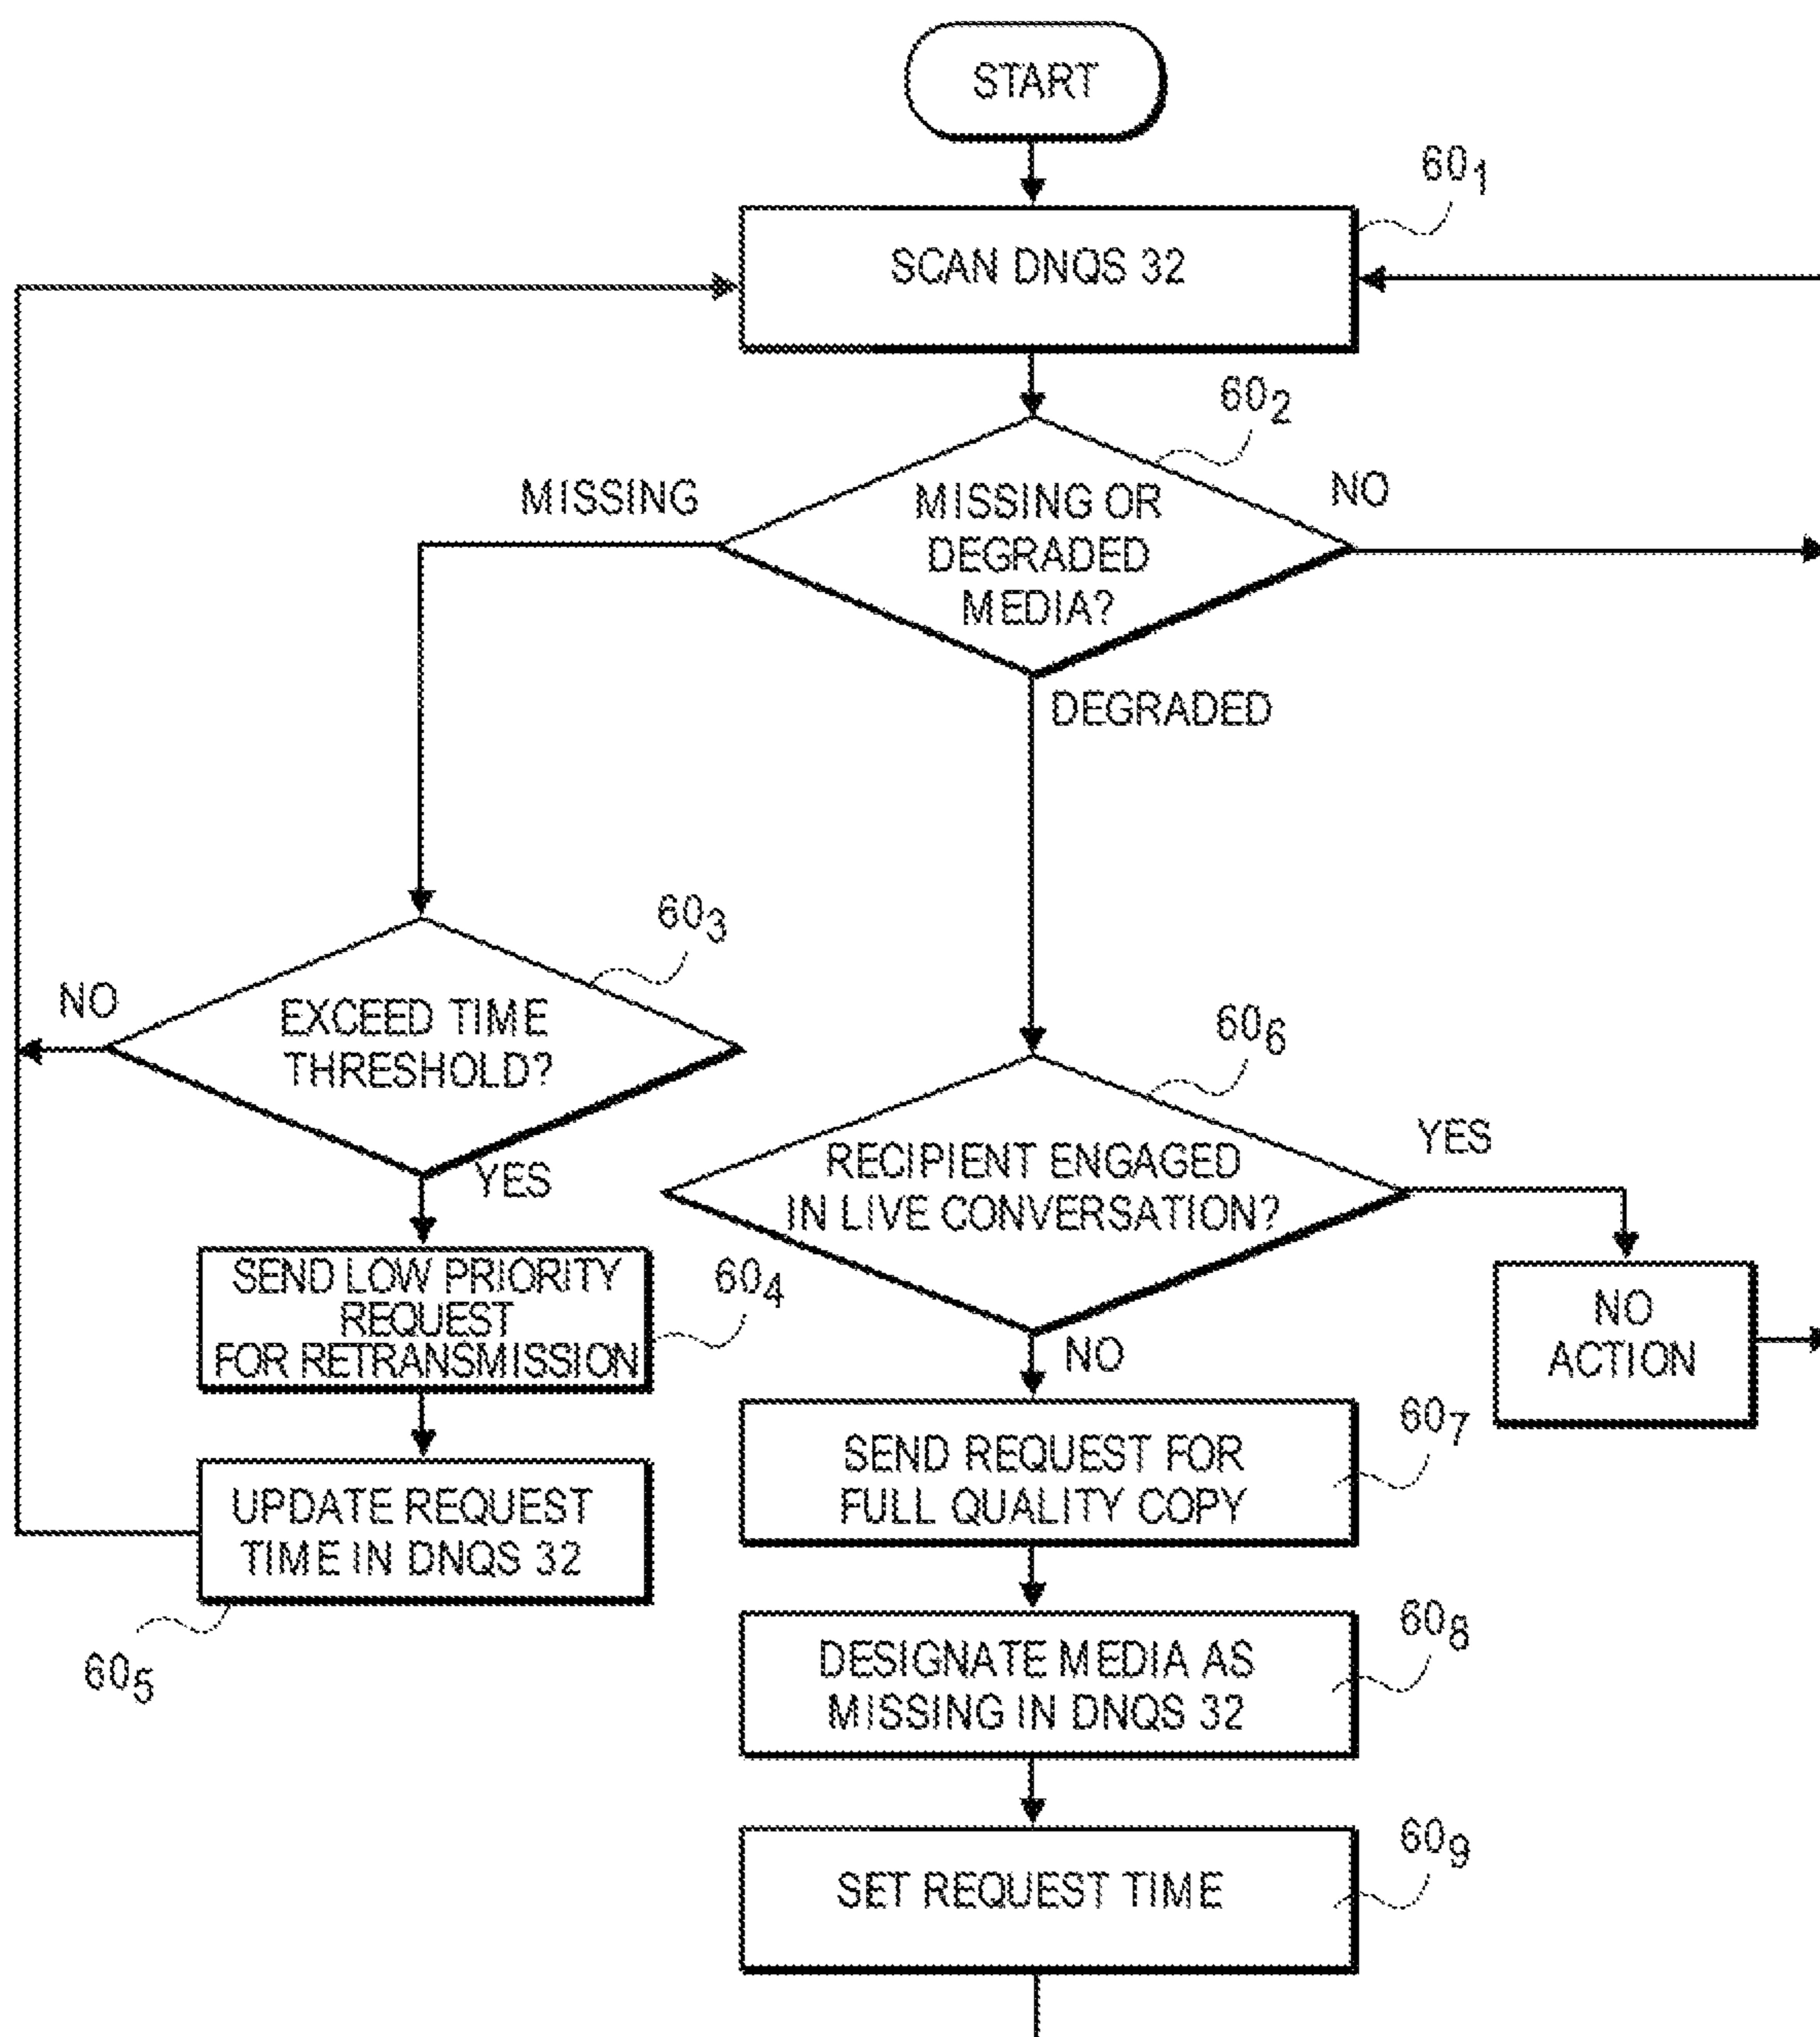 START
60₁
SCAN DNQS 32
60₂
MISSING
MISSING OR
DEGRADED
MEDIA?
NO
DEGRADED
60₃
NO
EXCEED TIME
THRESHOLD?
YES
60₆
RECIPIENT ENGAGED
IN LIVE CONVERSATION?
YES
SEND LOW PRIORITY
REQUEST
FOR RETRANSMISSION
60₄
NO
ACTION
NO
UPDATE REQUEST
TIME IN DNQS 32
60₅
SEND REQUEST FOR
FULL QUALITY COPY
60₇
DESIGNATE MEDIA AS
MISSING IN DNQS 32
60₈
SET REQUEST TIME
60₉